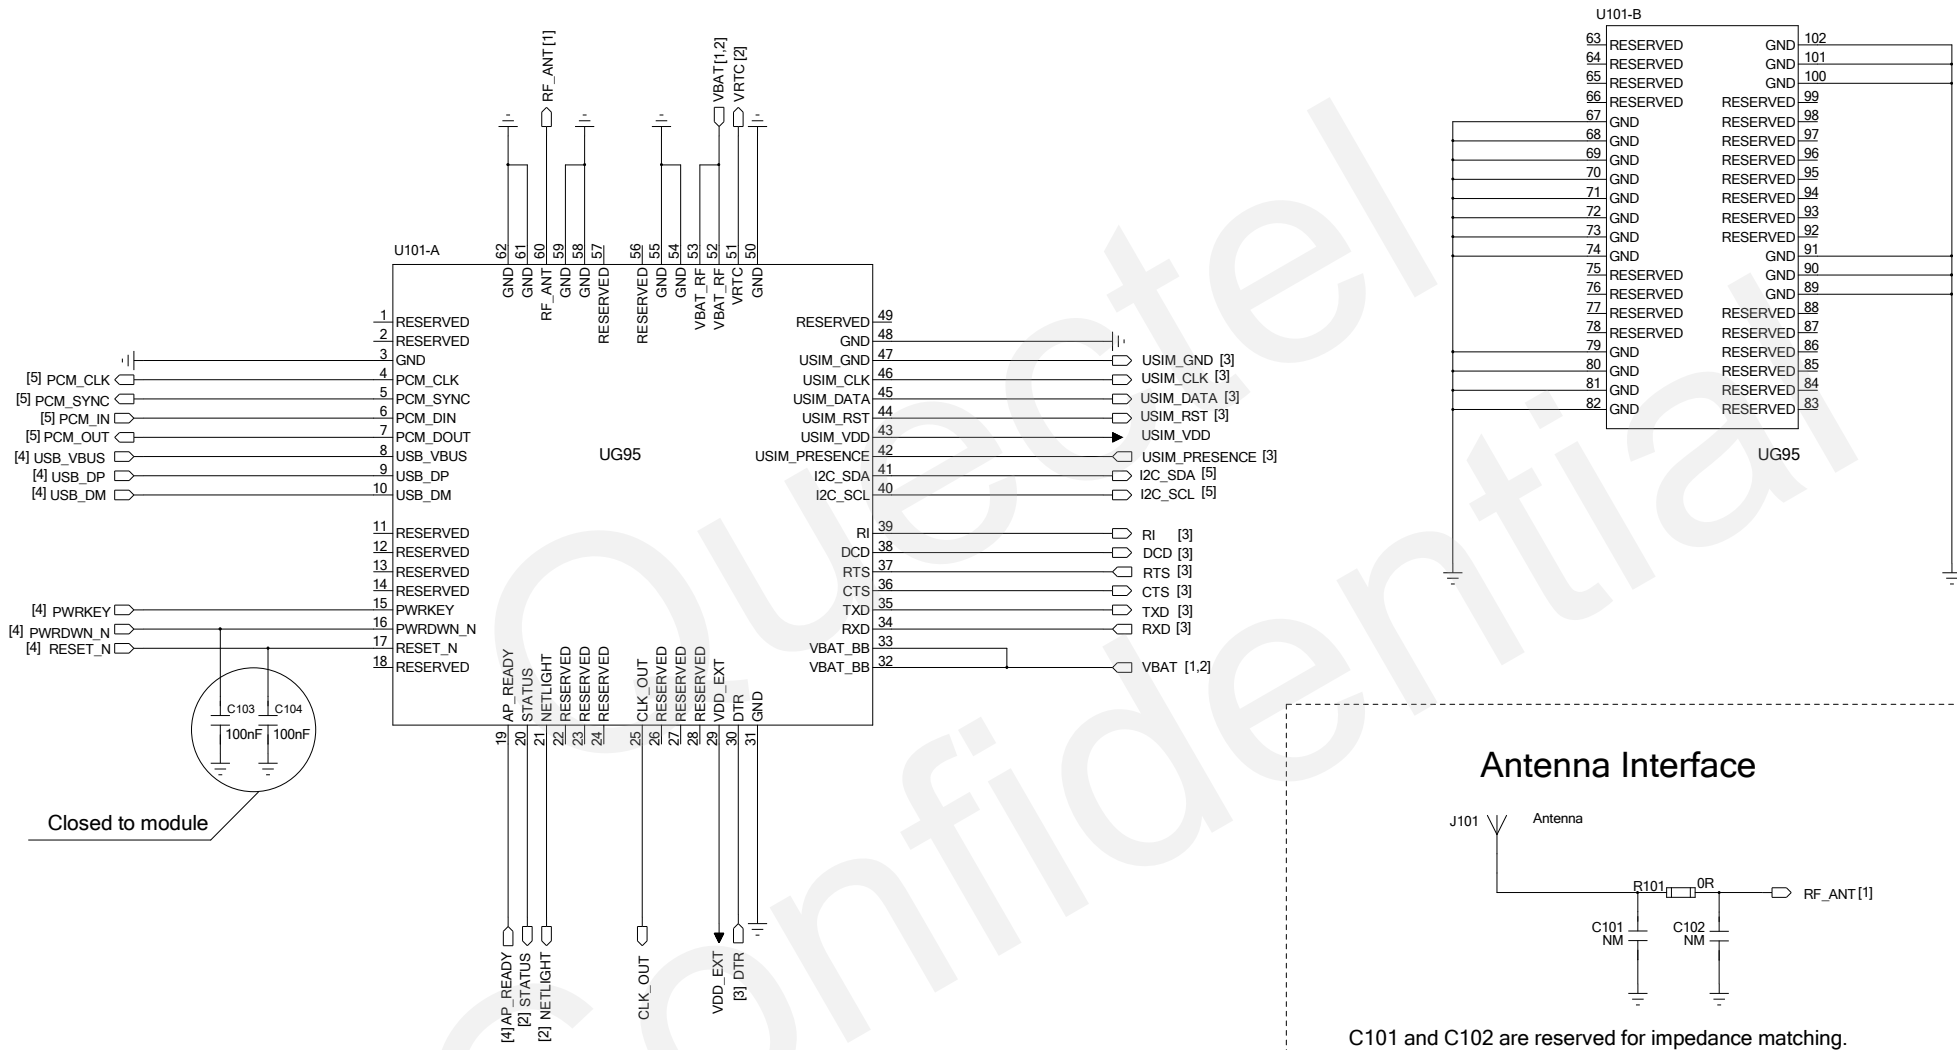 RF_ANT [1]
VBAT [1,2]
VRTC [2]
U101-A
62 61 60 59 58 57 56 55 54 53 52 51 50
GND GND RF_ANT GND GND RESERVED RESERVED GND GND VBAT_RF VBAT_RF VRTC GND
1 RESERVED
2 RESERVED
3 GND
[5] PCM_CLK 4 PCM_CLK
[5] PCM_SYNC 5 PCM_SYNC
[5] PCM_IN 6 PCM_DIN
[5] PCM_OUT 7 PCM_DOUT
[4] USB_VBUS 8 USB_VBUS
[4] USB_DP 9 USB_DP
[4] USB_DM 10 USB_DM
11 RESERVED
12 RESERVED
13 RESERVED
14 RESERVED
[4] PWRKEY 15 PWRKEY
[4] PWRDWN_N 16 PWRDWN_N
[4] RESET_N 17 RESET_N
18 RESERVED
UG95
RESERVED 49
GND 48
USIM_GND 47 USIM_GND [3]
USIM_CLK 46 USIM_CLK [3]
USIM_DATA 45 USIM_DATA [3]
USIM_RST 44 USIM_RST [3]
USIM_VDD 43 USIM_VDD
USIM_PRESENCE 42 USIM_PRESENCE [3]
I2C_SDA 41 I2C_SDA [5]
I2C_SCL 40 I2C_SCL [5]
RI 39 RI [3]
DCD 38 DCD [3]
RTS 37 RTS [3]
CTS 36 CTS [3]
TXD 35 TXD [3]
RXD 34 RXD [3]
VBAT_BB 33
VBAT_BB 32 VBAT [1,2]
AP_READY STATUS NETLIGHT RESERVED RESERVED RESERVED CLK_OUT RESERVED RESERVED RESERVED VDD_EXT DTR GND
19 20 21 22 23 24 25 26 27 28 29 30 31
[4] AP_READY
[2] STATUS
[2] NETLIGHT
CLK_OUT
VDD_EXT
[3] DTR
C103 C104
100nF 100nF
Closed to module
U101-B
63 RESERVED GND 102
64 RESERVED GND 101
65 RESERVED GND 100
66 RESERVED RESERVED 99
67 GND RESERVED 98
68 GND RESERVED 97
69 GND RESERVED 96
70 GND RESERVED 95
71 GND RESERVED 94
72 GND RESERVED 93
73 GND RESERVED 92
74 GND GND 91
75 RESERVED GND 90
76 RESERVED GND 89
77 RESERVED RESERVED 88
78 RESERVED RESERVED 87
79 GND RESERVED 86
80 GND RESERVED 85
81 GND RESERVED 84
82 GND RESERVED 83
UG95
Antenna Interface
J101 Antenna
R101 0R RF_ANT [1]
C101 C102
NM NM
C101 and C102 are reserved for impedance matching.
Quectel
Confidential